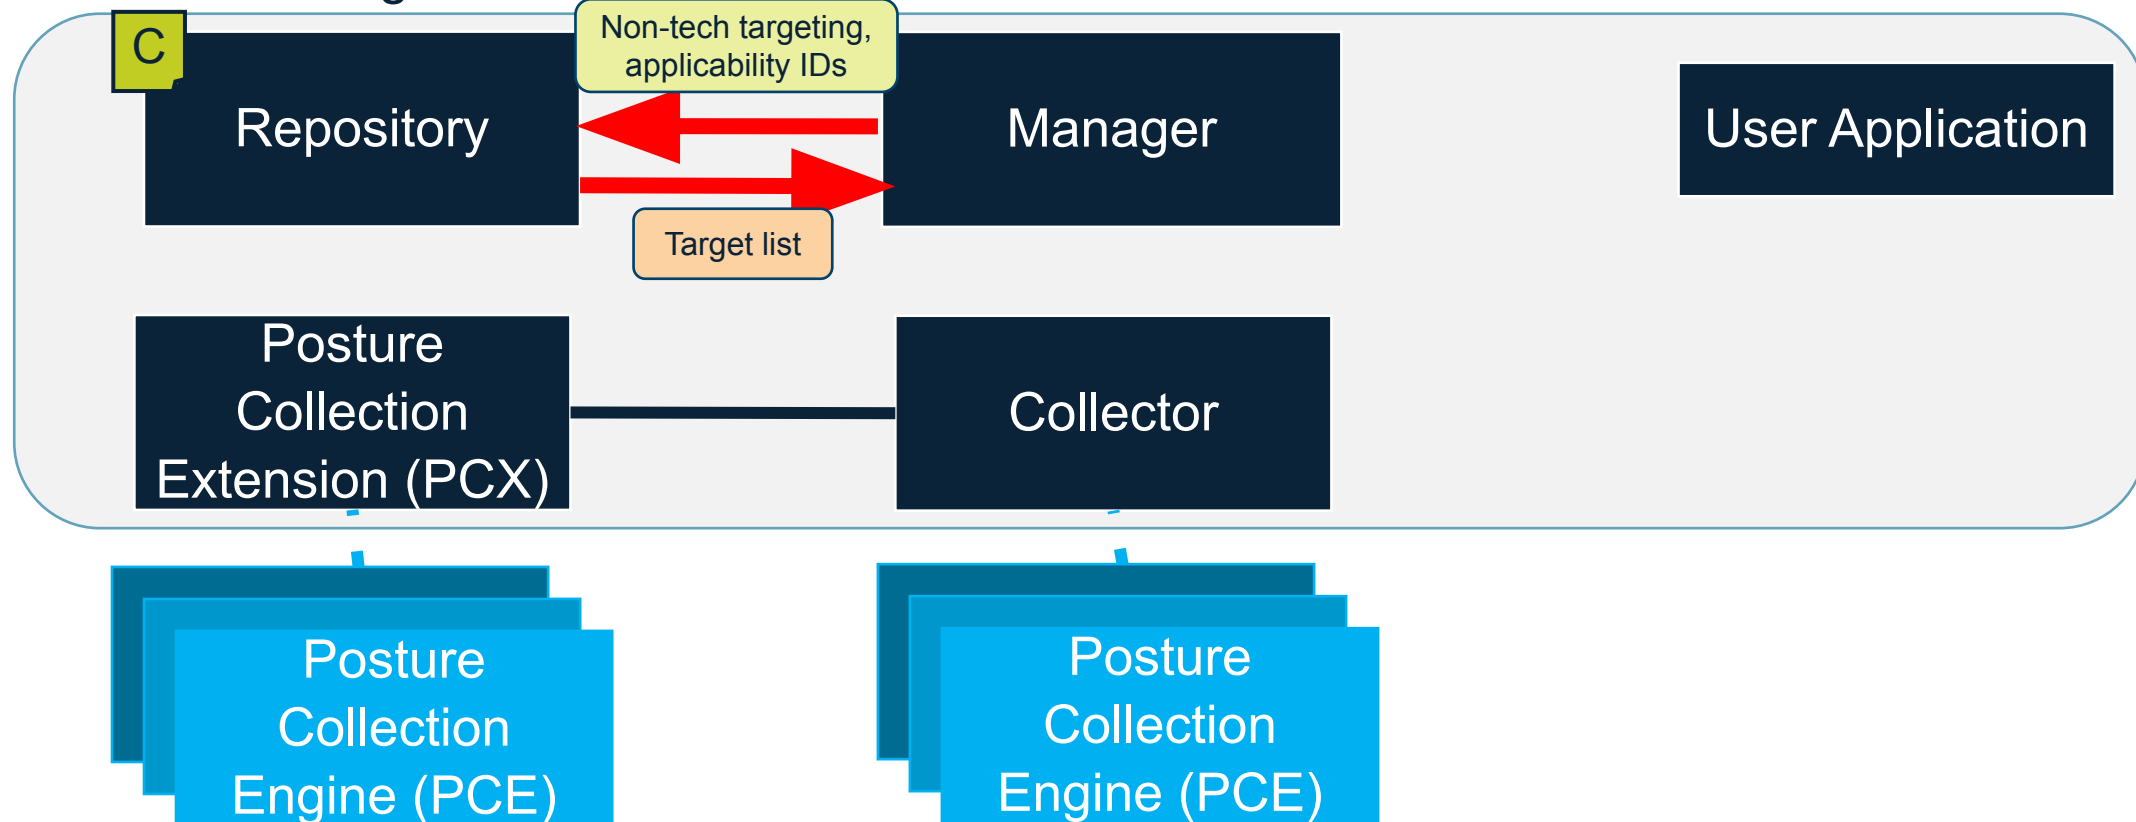 C
Non-tech targeting,
applicability IDs
Repository
Manager
User Application
Target list
Posture
Collection
Extension (PCX)
Collector
Posture
Collection
Engine (PCE)
Posture
Collection
Engine (PCE)